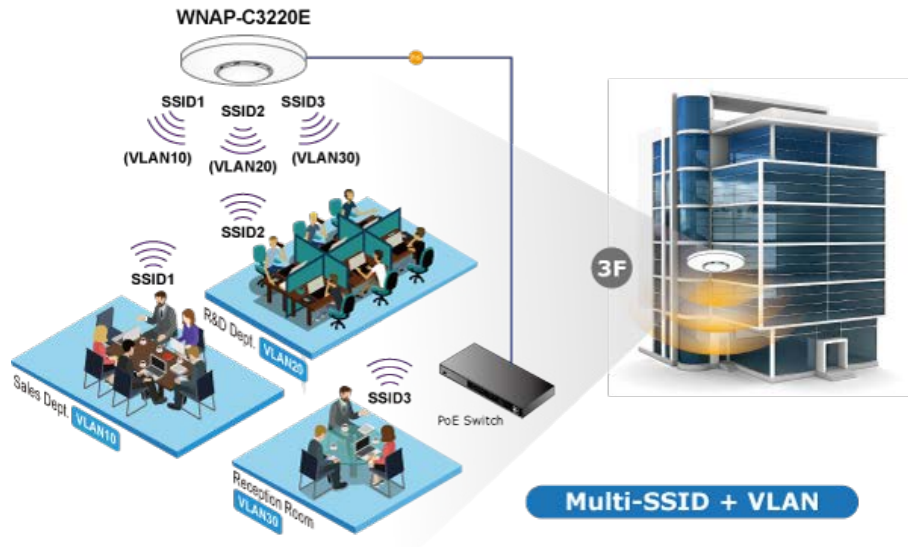 WNAP-C3220E
SSID1
SSID2
SSID3
(VLAN10)
(VLAN20)
(VLAN30)
SSID2
SSID1
R&D Dept. VLAN20
3F
Sales Dept. VLAN10
SSID3
PoE Switch
Reception Room
VLAN30
Multi-SSID + VLAN